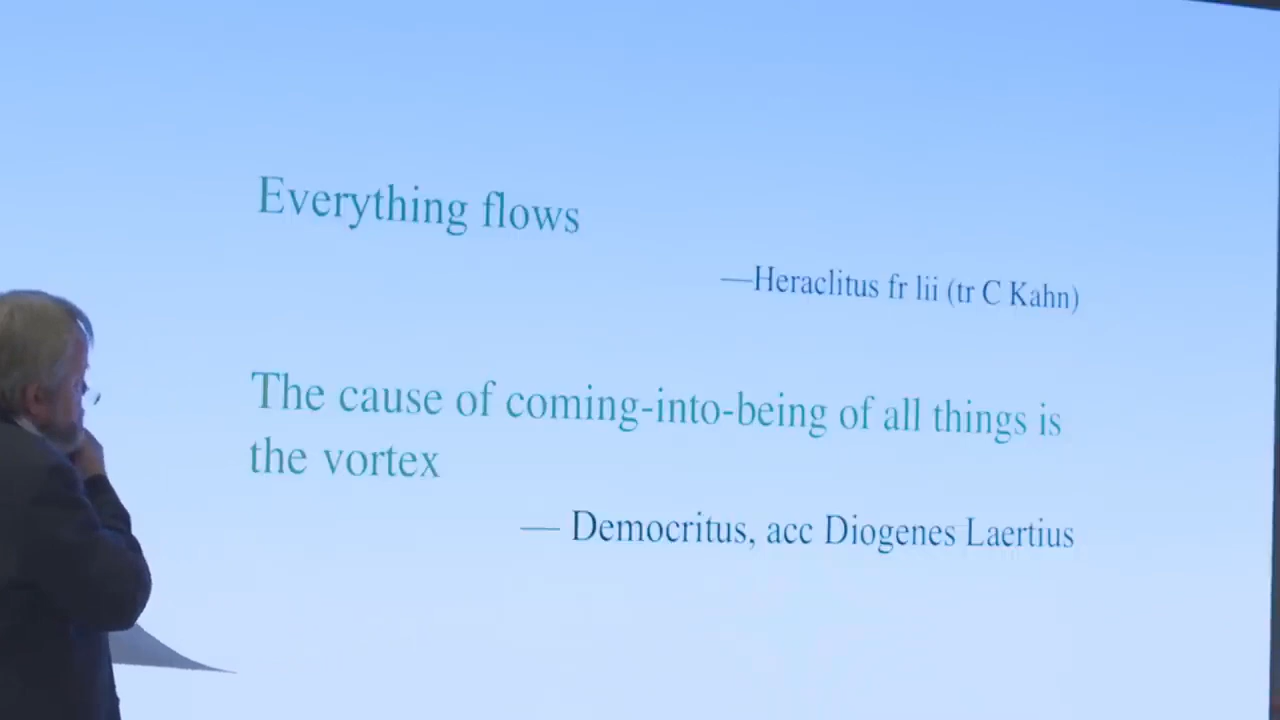 Everything flows
—Heraclitus fr lii (tr C Kahn)
The cause of coming-into-being of all things is
the vortex
— Democritus, acc Diogenes Laertius